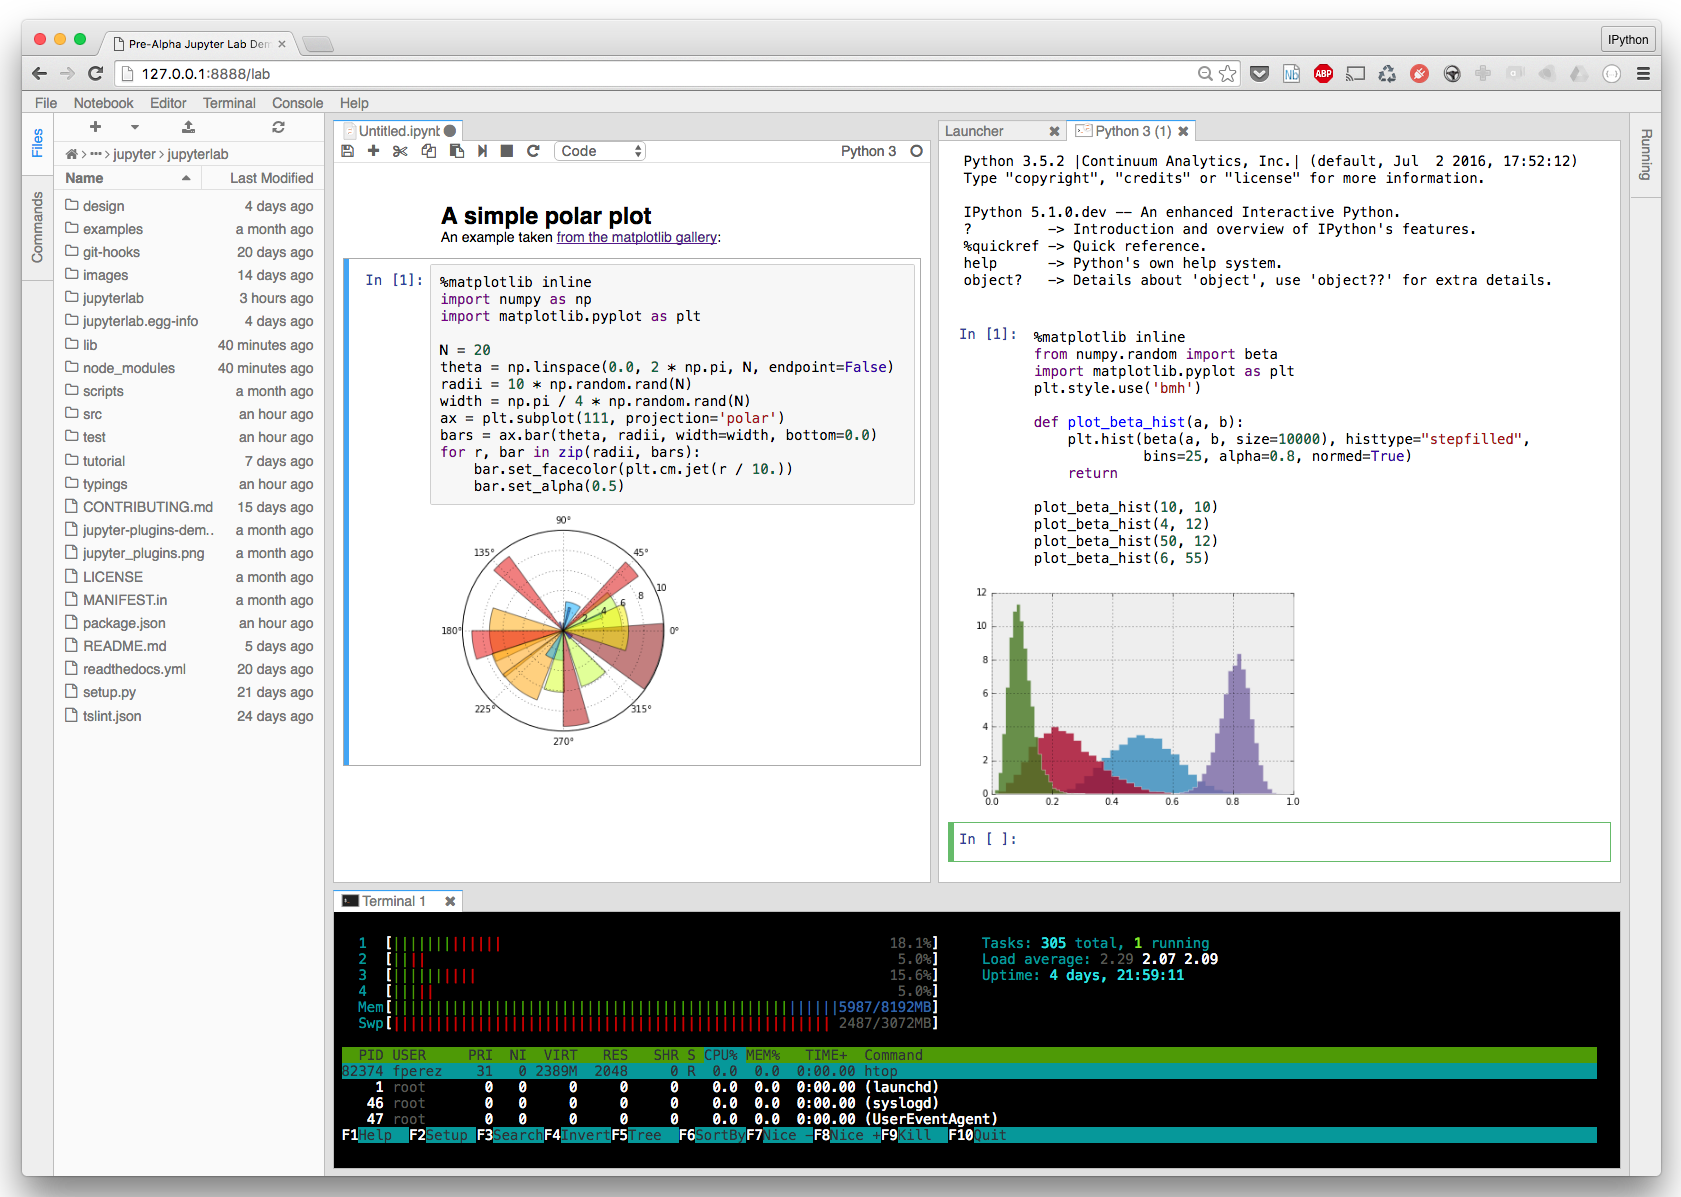 Pre-Alpha Jupyter Lab Dem
IPython
127.0.0.1:8888/lab
Nb
ABP
File Notebook Editor Terminal Console Help
Files
Commands
jupyter > jupyterlab
Name Last Modified
design 4 days ago
examples a month ago
git-hooks 20 days ago
images 14 days ago
jupyterlab 3 hours ago
jupyterlab.egg-info 4 days ago
lib 40 minutes ago
node_modules 40 minutes ago
scripts a month ago
src an hour ago
test an hour ago
tutorial 7 days ago
typings an hour ago
CONTRIBUTING.md 15 days ago
jupyter-plugins-dem.. a month ago
jupyter_plugins.png a month ago
LICENSE a month ago
MANIFEST.in a month ago
package.json an hour ago
README.md 5 days ago
readthedocs.yml 20 days ago
setup.py 21 days ago
tslint.json 24 days ago
Untitled.ipynb
Code
Python 3
A simple polar plot
An example taken from the matplotlib gallery:
In [1]:
%matplotlib inline
import numpy as np
import matplotlib.pyplot as plt
N = 20
theta = np.linspace(0.0, 2 * np.pi, N, endpoint=False)
radii = 10 * np.random.rand(N)
width = np.pi / 4 * np.random.rand(N)
ax = plt.subplot(111, projection='polar')
bars = ax.bar(theta, radii, width=width, bottom=0.0)
for r, bar in zip(radii, bars):
    bar.set_facecolor(plt.cm.jet(r / 10.))
    bar.set_alpha(0.5)
90°
135° 45°
10
8
6
4
2
180° 0°
225° 315°
270°
Launcher
Python 3 (1)
Running
Python 3.5.2 |Continuum Analytics, Inc.| (default, Jul  2 2016, 17:52:12)
Type "copyright", "credits" or "license" for more information.
IPython 5.1.0.dev -- An enhanced Interactive Python.
?         -> Introduction and overview of IPython's features.
%quickref -> Quick reference.
help      -> Python's own help system.
object?   -> Details about 'object', use 'object??' for extra details.
In [1]:
%matplotlib inline
from numpy.random import beta
import matplotlib.pyplot as plt
plt.style.use('bmh')
def plot_beta_hist(a, b):
    plt.hist(beta(a, b, size=10000), histtype="stepfilled",
             bins=25, alpha=0.8, normed=True)
    return
plot_beta_hist(10, 10)
plot_beta_hist(4, 12)
plot_beta_hist(50, 12)
plot_beta_hist(6, 55)
12
10
8
6
4
2
0
0.0 0.2 0.4 0.6 0.8 1.0
In [ ]:
Terminal 1
1 [|||||||||||||18.1%]
2 [||||5.0%]
3 [||||||||||15.6%]
4 [|||||5.0%]
Mem[||||||||||||||||||||||||||||||||||||||||||||||||||||5987/8192MB]
Swp[||||||||||||||||||||||||||||||||||||||||||||||||||||2487/3072MB]
Tasks: 305 total, 1 running
Load average: 2.29 2.07 2.09
Uptime: 4 days, 21:59:11
PID USER PRI NI VIRT RES SHR S CPU% MEM% TIME+ Command
82374 fperez 31 0 2389M 2048 0 R 0.0 0.0 0:00.00 htop
1 root 0 0 0 0 0 0.0 0.0 0:00.00 (launchd)
46 root 0 0 0 0 0 0.0 0.0 0:00.00 (syslogd)
47 root 0 0 0 0 0 0.0 0.0 0:00.00 (UserEventAgent)
F1Help F2Setup F3SearchF4InvertF5Tree F6SortByF7Nice -F8Nice +F9Kill F10Quit